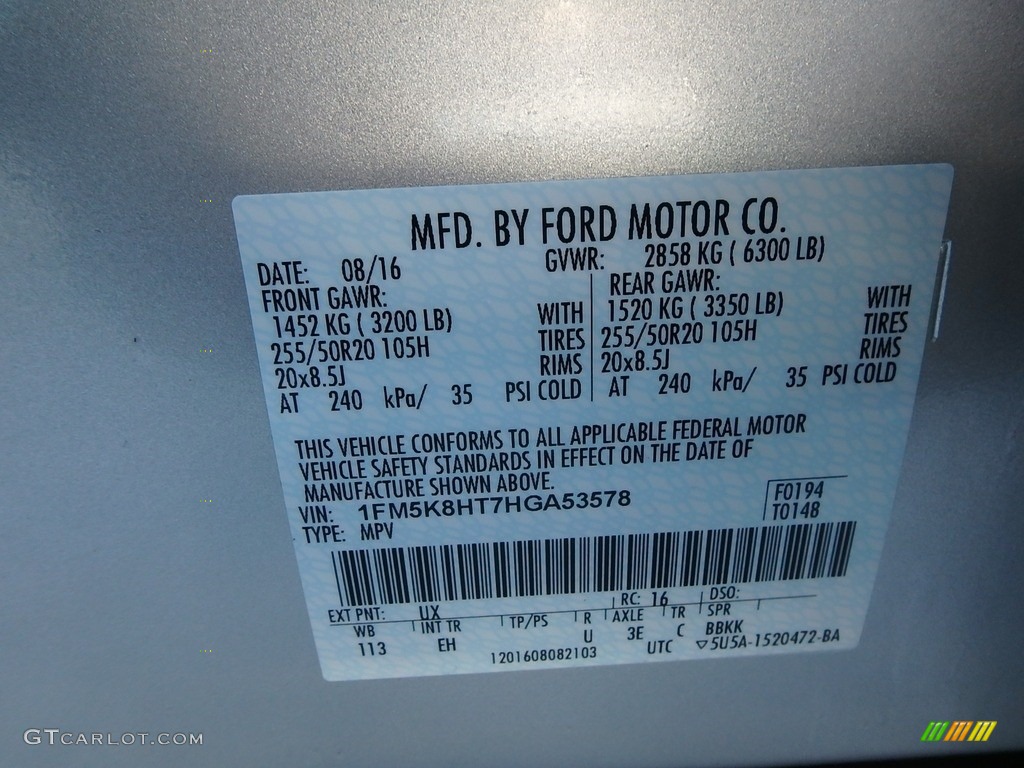 MFD. BY FORD MOTOR CO.
DATE: 08/16 GVWR: 2858 KG ( 6300 LB)
FRONT GAWR: REAR GAWR:
1452 KG ( 3200 LB) WITH 1520 KG ( 3350 LB) WITH
255/50R20 105H TIRES 255/50R20 105H TIRES
20x8.5J RIMS 20x8.5J RIMS
AT 240 kPa/ 35 PSI COLD AT 240 kPa/ 35 PSI COLD
THIS VEHICLE CONFORMS TO ALL APPLICABLE FEDERAL MOTOR
VEHICLE SAFETY STANDARDS IN EFFECT ON THE DATE OF
MANUFACTURE SHOWN ABOVE.
VIN: 1FM5K8HT7HGA53578 F0194
TYPE: MPV T0148
EXT PNT: UX RC: 16 DSO:
WB INT TR TP/PS R AXLE TR SPR
113 EH U 3E C BBKK
1201608082103 UTC ▽5U5A-1520472-BA
GTCARLOT.COM